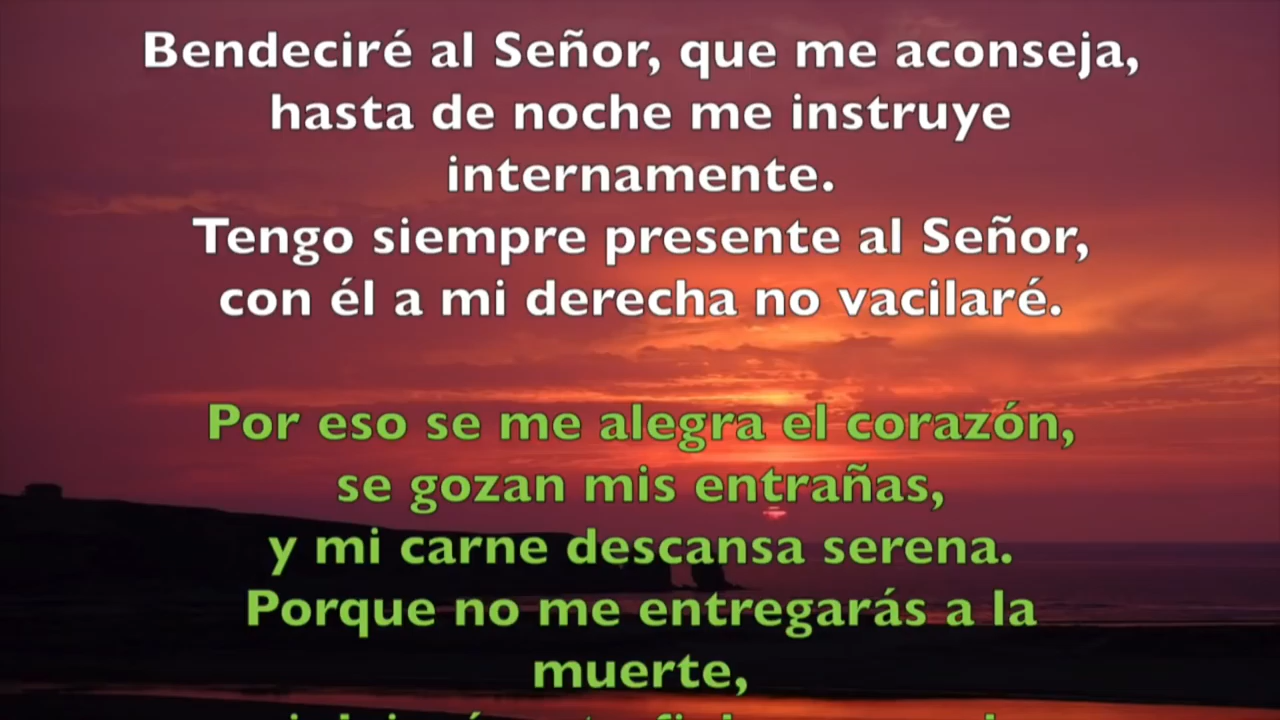 Bendeciré al Señor, que me aconseja,
hasta de noche me instruye
internamente.
Tengo siempre presente al Señor,
con él a mi derecha no vacilaré.
Por eso se me alegra el corazón,
se gozan mis entrañas,
y mi carne descansa serena.
Porque no me entregarás a la
muerte,